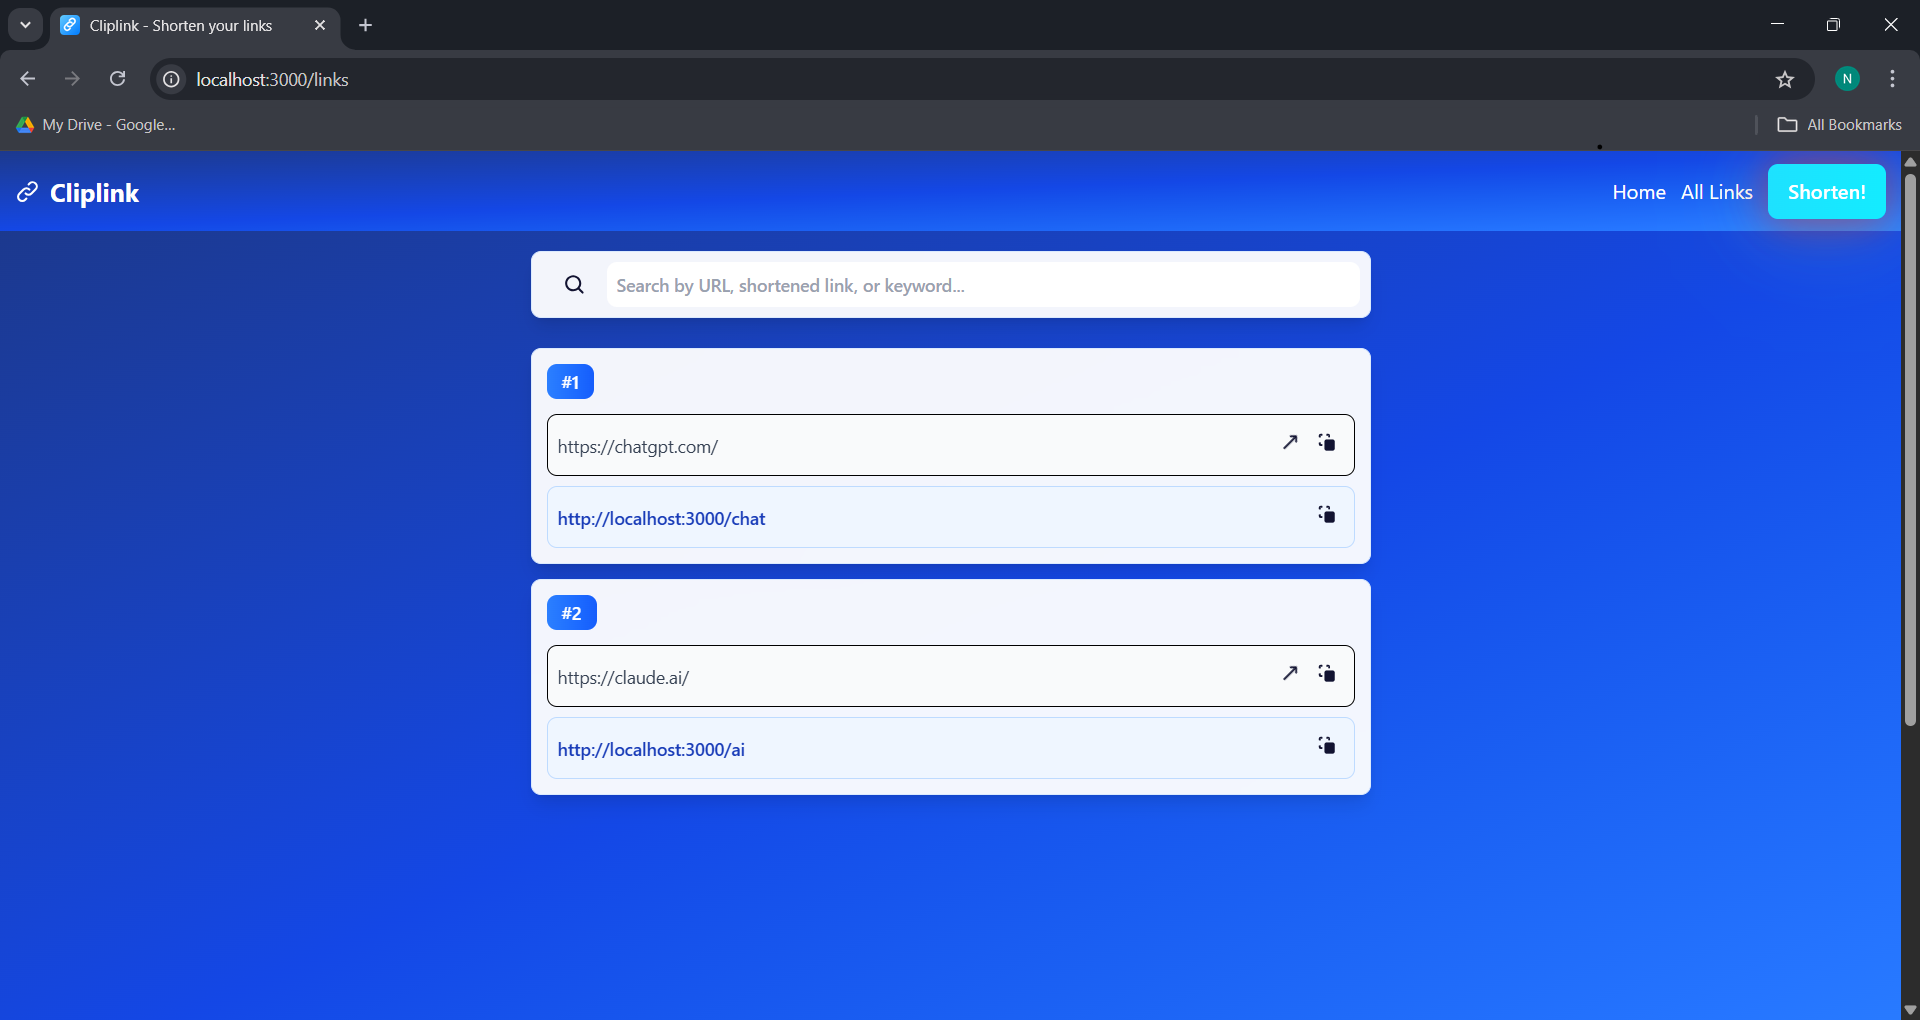 Cliplink - Shorten your links
localhost:3000/links
N
My Drive - Google...
All Bookmarks
Cliplink
Home
All Links
Shorten!
Search by URL, shortened link, or keyword...
#1
https://chatgpt.com/
http://localhost:3000/chat
#2
https://claude.ai/
http://localhost:3000/ai